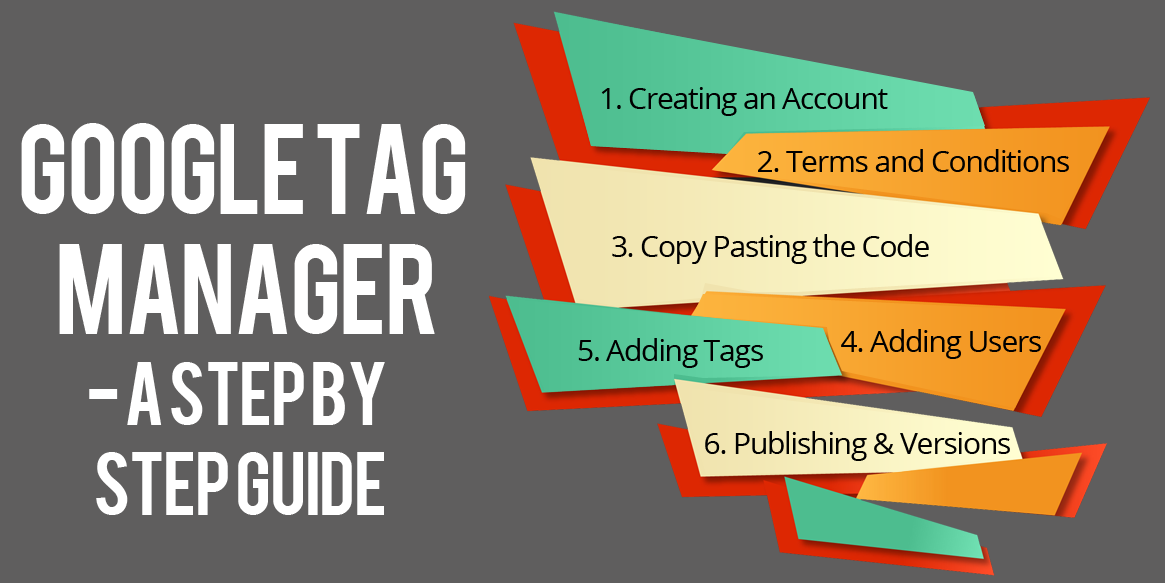 GOOGLE TAG
MANAGER
- A STEP BY
STEP GUIDE
1. Creating an Account
2. Terms and Conditions
3. Copy Pasting the Code
4. Adding Users
5. Adding Tags
6. Publishing & Versions